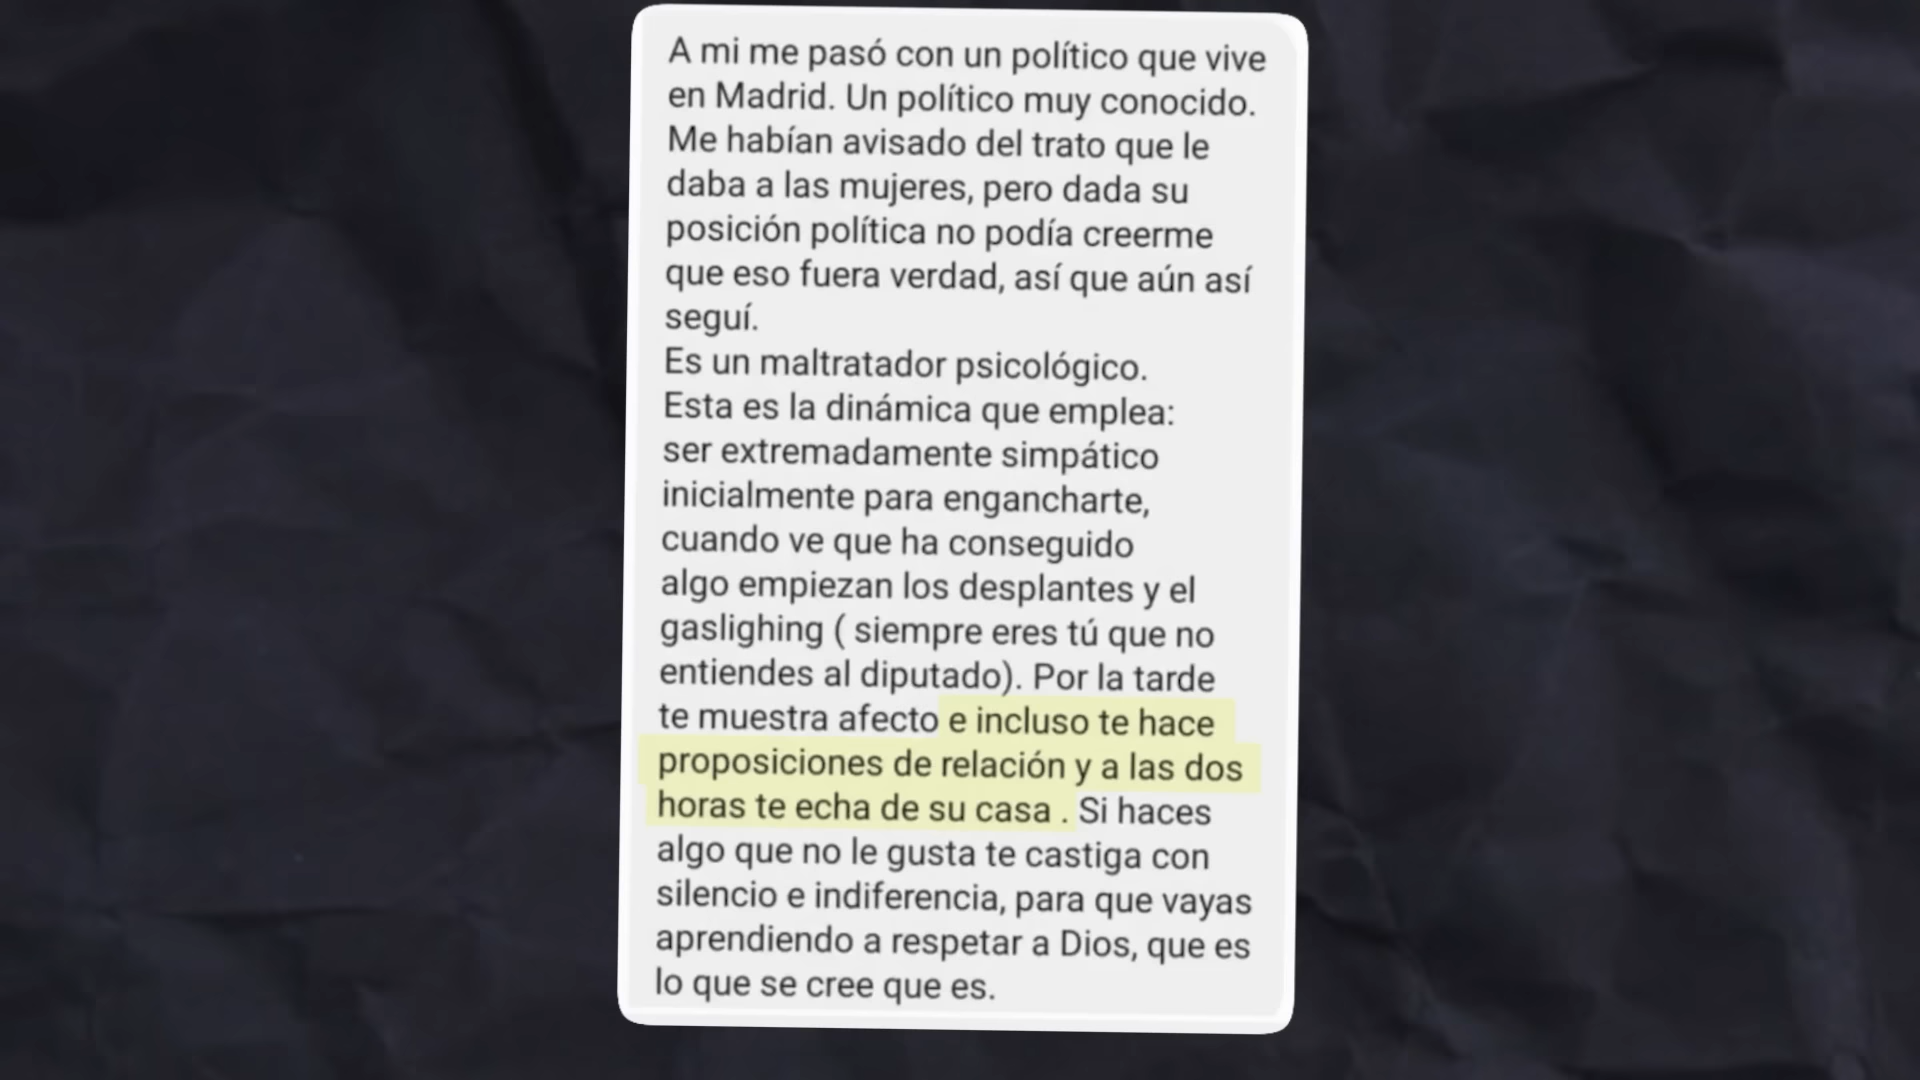 A mi me pasó con un político que vive
en Madrid. Un político muy conocido.
Me habían avisado del trato que le
daba a las mujeres, pero dada su
posición política no podía creerme
que eso fuera verdad, así que aún así
seguí.
Es un maltratador psicológico.
Esta es la dinámica que emplea:
ser extremadamente simpático
inicialmente para engancharte,
cuando ve que ha conseguido
algo empiezan los desplantes y el
gaslighing ( siempre eres tú que no
entiendes al diputado). Por la tarde
te muestra afecto e incluso te hace
proposiciones de relación y a las dos
horas te echa de su casa . Si haces
algo que no le gusta te castiga con
silencio e indiferencia, para que vayas
aprendiendo a respetar a Dios, que es
lo que se cree que es.